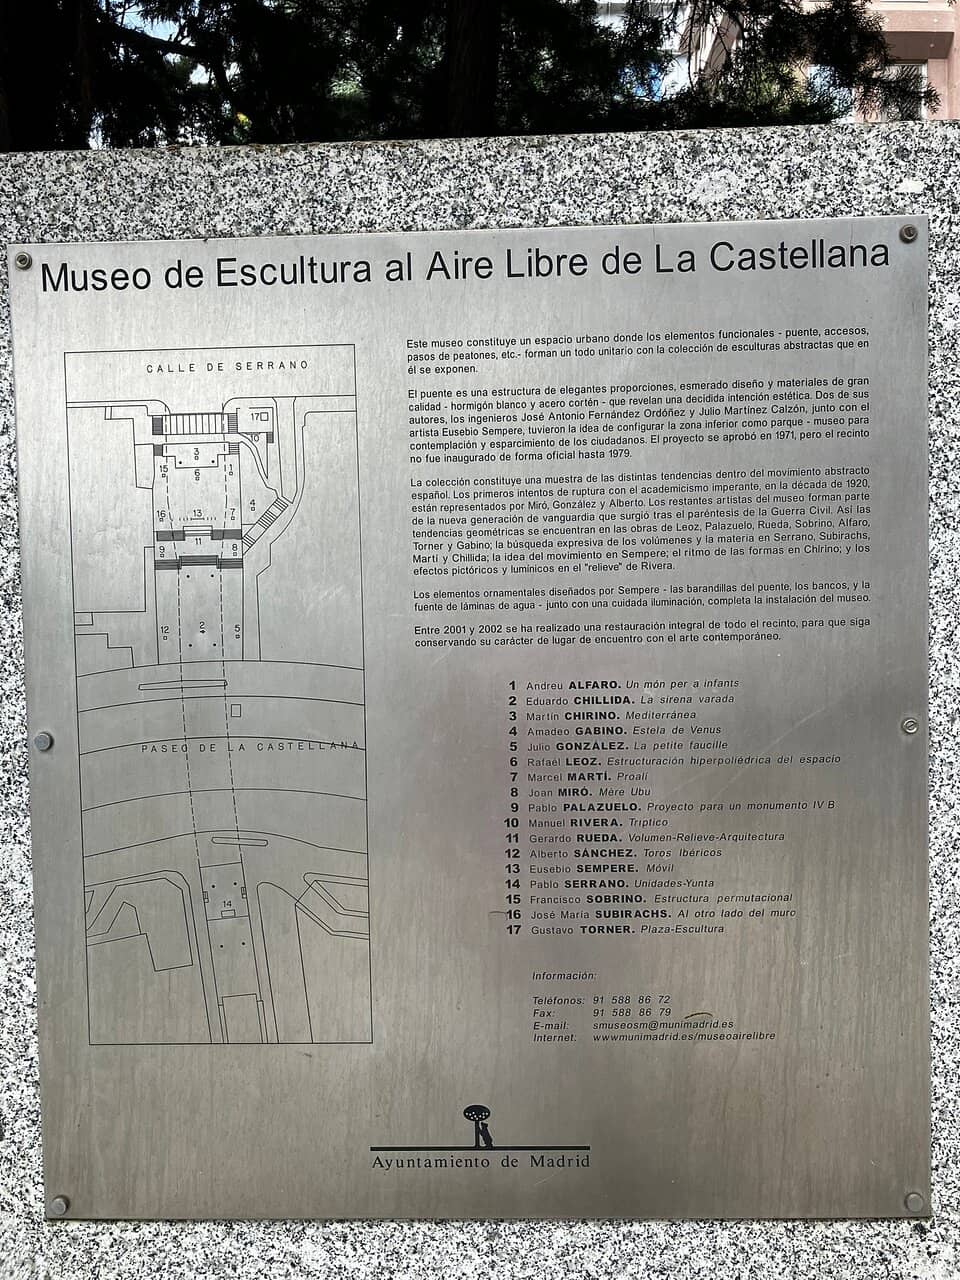 Museo de Escultura al Aire Libre de La Castellana
CALLE DE SERRANO
17
10
3
15
6
1
4
16
13
7
11
9
8
12
2
5
PASEO DE LA CASTELLANA
14
Este museo constituye un espacio urbano donde los elementos funcionales - puente, accesos,
pasos de peatones, etc.- forman un todo unitario con la colección de esculturas abstractas que en
él se exponen.
El puente es una estructura de elegantes proporciones, esmerado diseño y materiales de gran
calidad - hormigón blanco y acero cortén - que revelan una decidida intención estética. Dos de sus
autores, los ingenieros José Antonio Fernández Ordóñez y Julio Martínez Calzón, junto con el
artista Eusebio Sempere, tuvieron la idea de configurar la zona inferior como parque - museo para
contemplación y esparcimiento de los ciudadanos. El proyecto se aprobó en 1971, pero el recinto
no fue inaugurado de forma oficial hasta 1979.
La colección constituye una muestra de las distintas tendencias dentro del movimiento abstracto
español. Los primeros intentos de ruptura con el academicismo imperante, en la década de 1920,
están representados por Miró, González y Alberto. Los restantes artistas del museo forman parte
de la nueva generación de vanguardia que surgió tras el paréntesis de la Guerra Civil. Así las
tendencias geométricas se encuentran en las obras de Leoz, Palazuelo, Rueda, Sobrino, Alfaro,
Torner y Gabino; la búsqueda expresiva de los volúmenes y la materia en Serrano, Subirachs,
Martí y Chillida; la idea del movimiento en Sempere; el ritmo de las formas en Chirino; y los
efectos pictóricos y lumínicos en el "relieve" de Rivera.
Los elementos ornamentales diseñados por Sempere - las barandillas del puente, los bancos, y la
fuente de láminas de agua - junto con una cuidada iluminación, completa la instalación del museo.
Entre 2001 y 2002 se ha realizado una restauración integral de todo el recinto, para que siga
conservando su carácter de lugar de encuentro con el arte contemporáneo.
1 Andreu ALFARO. Un món per a infants
2 Eduardo CHILLIDA. La sirena varada
3 Martín CHIRINO. Mediterránea
4 Amadeo GABINO. Estela de Venus
5 Julio GONZÁLEZ. La petite faucille
6 Rafael LEOZ. Estructuración hiperpoliédrica del espacio
7 Marcel MARTÍ. Proalí
8 Joan MIRÓ. Mère Ubu
9 Pablo PALAZUELO. Proyecto para un monumento IV B
10 Manuel RIVERA. Tríptico
11 Gerardo RUEDA. Volumen-Relieve-Arquitectura
12 Alberto SÁNCHEZ. Toros Ibéricos
13 Eusebio SEMPERE. Móvil
14 Pablo SERRANO. Unidades-Yunta
15 Francisco SOBRINO. Estructura permutacional
16 José María SUBIRACHS. Al otro lado del muro
17 Gustavo TORNER. Plaza-Escultura
Información:
Teléfonos: 91 588 86 72
Fax: 91 588 86 79
E-mail: smuseosm@munimadrid.es
Internet: www.munimadrid.es/museoairelibre
Ayuntamiento de Madrid